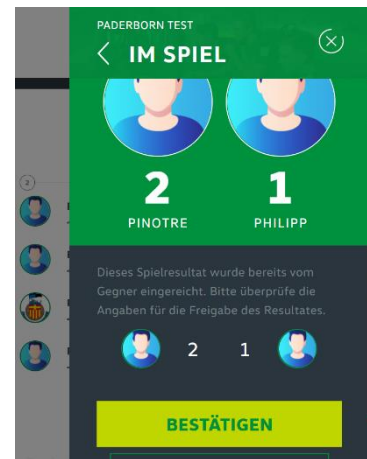 PADERBORN TEST
IM SPIEL
2 1
PINOTRE PHILIPP
2
Dieses Spielresultat wurde bereits vom
Gegner eingereicht. Bitte überprüfe die
Angaben für die Freigabe des Resultates.
2 1
BESTÄTIGEN